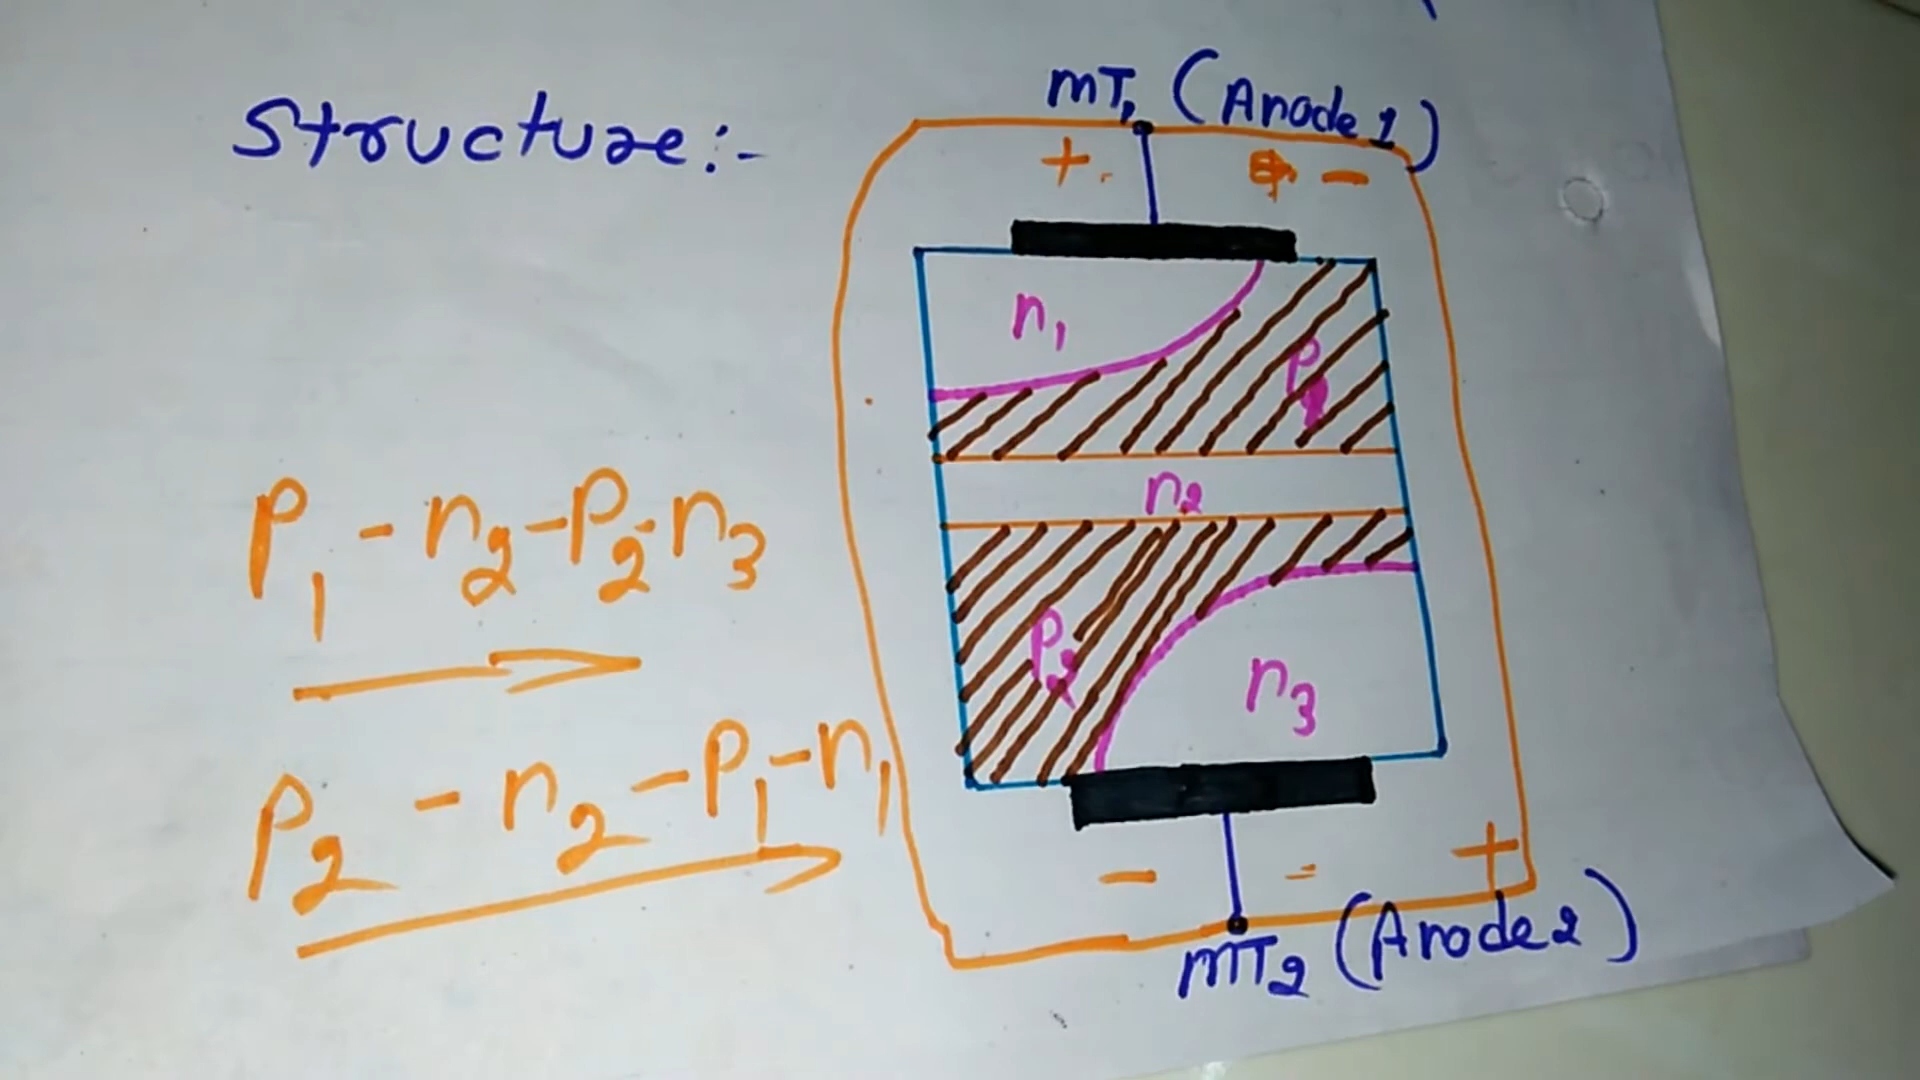 mT1 (Anode 1)
Structure:-
+ -
n1
P1
n2
P1 - n2 - P2 - n3
P2
n3
P2 - n2 - P1 - n1
- - +
mT2 (Anode 2)